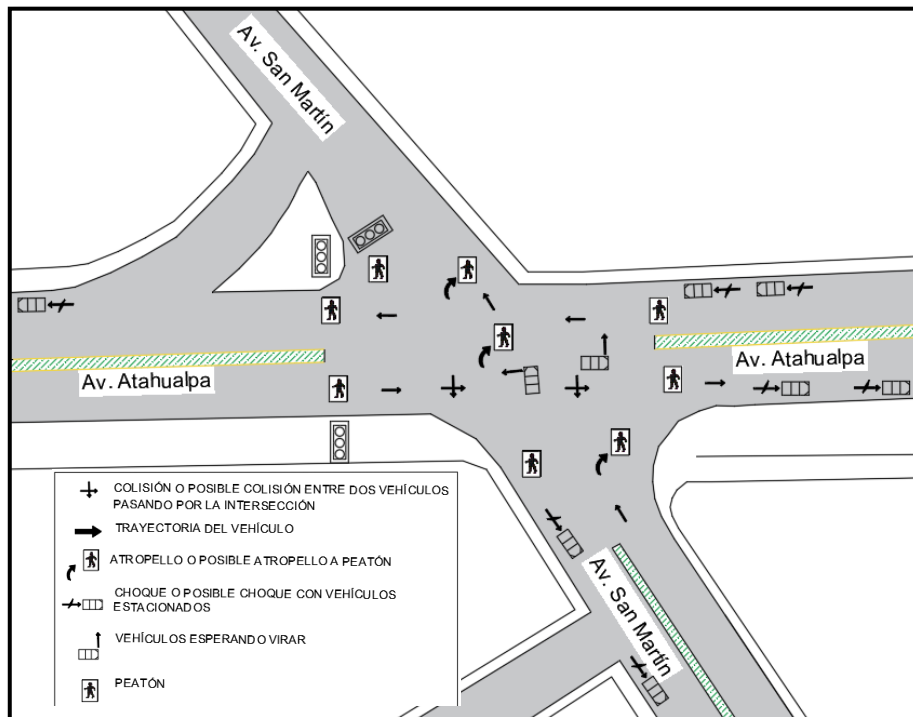 Av. San Martín
Av. Atahualpa
Av. Atahualpa
Av. San Martín
COLISIÓN O POSIBLE COLISIÓN ENTRE DOS VEHÍCULOS
PASANDO POR LA INTERSECCIÓN
TRAYECTORIA DEL VEHÍCULO
ATROPELLO O POSIBLE ATROPELLO A PEATÓN
CHOQUE O POSIBLE CHOQUE CON VEHÍCULOS
ESTACIONADOS
VEHÍCULOS ESPERANDO VIRAR
PEATÓN